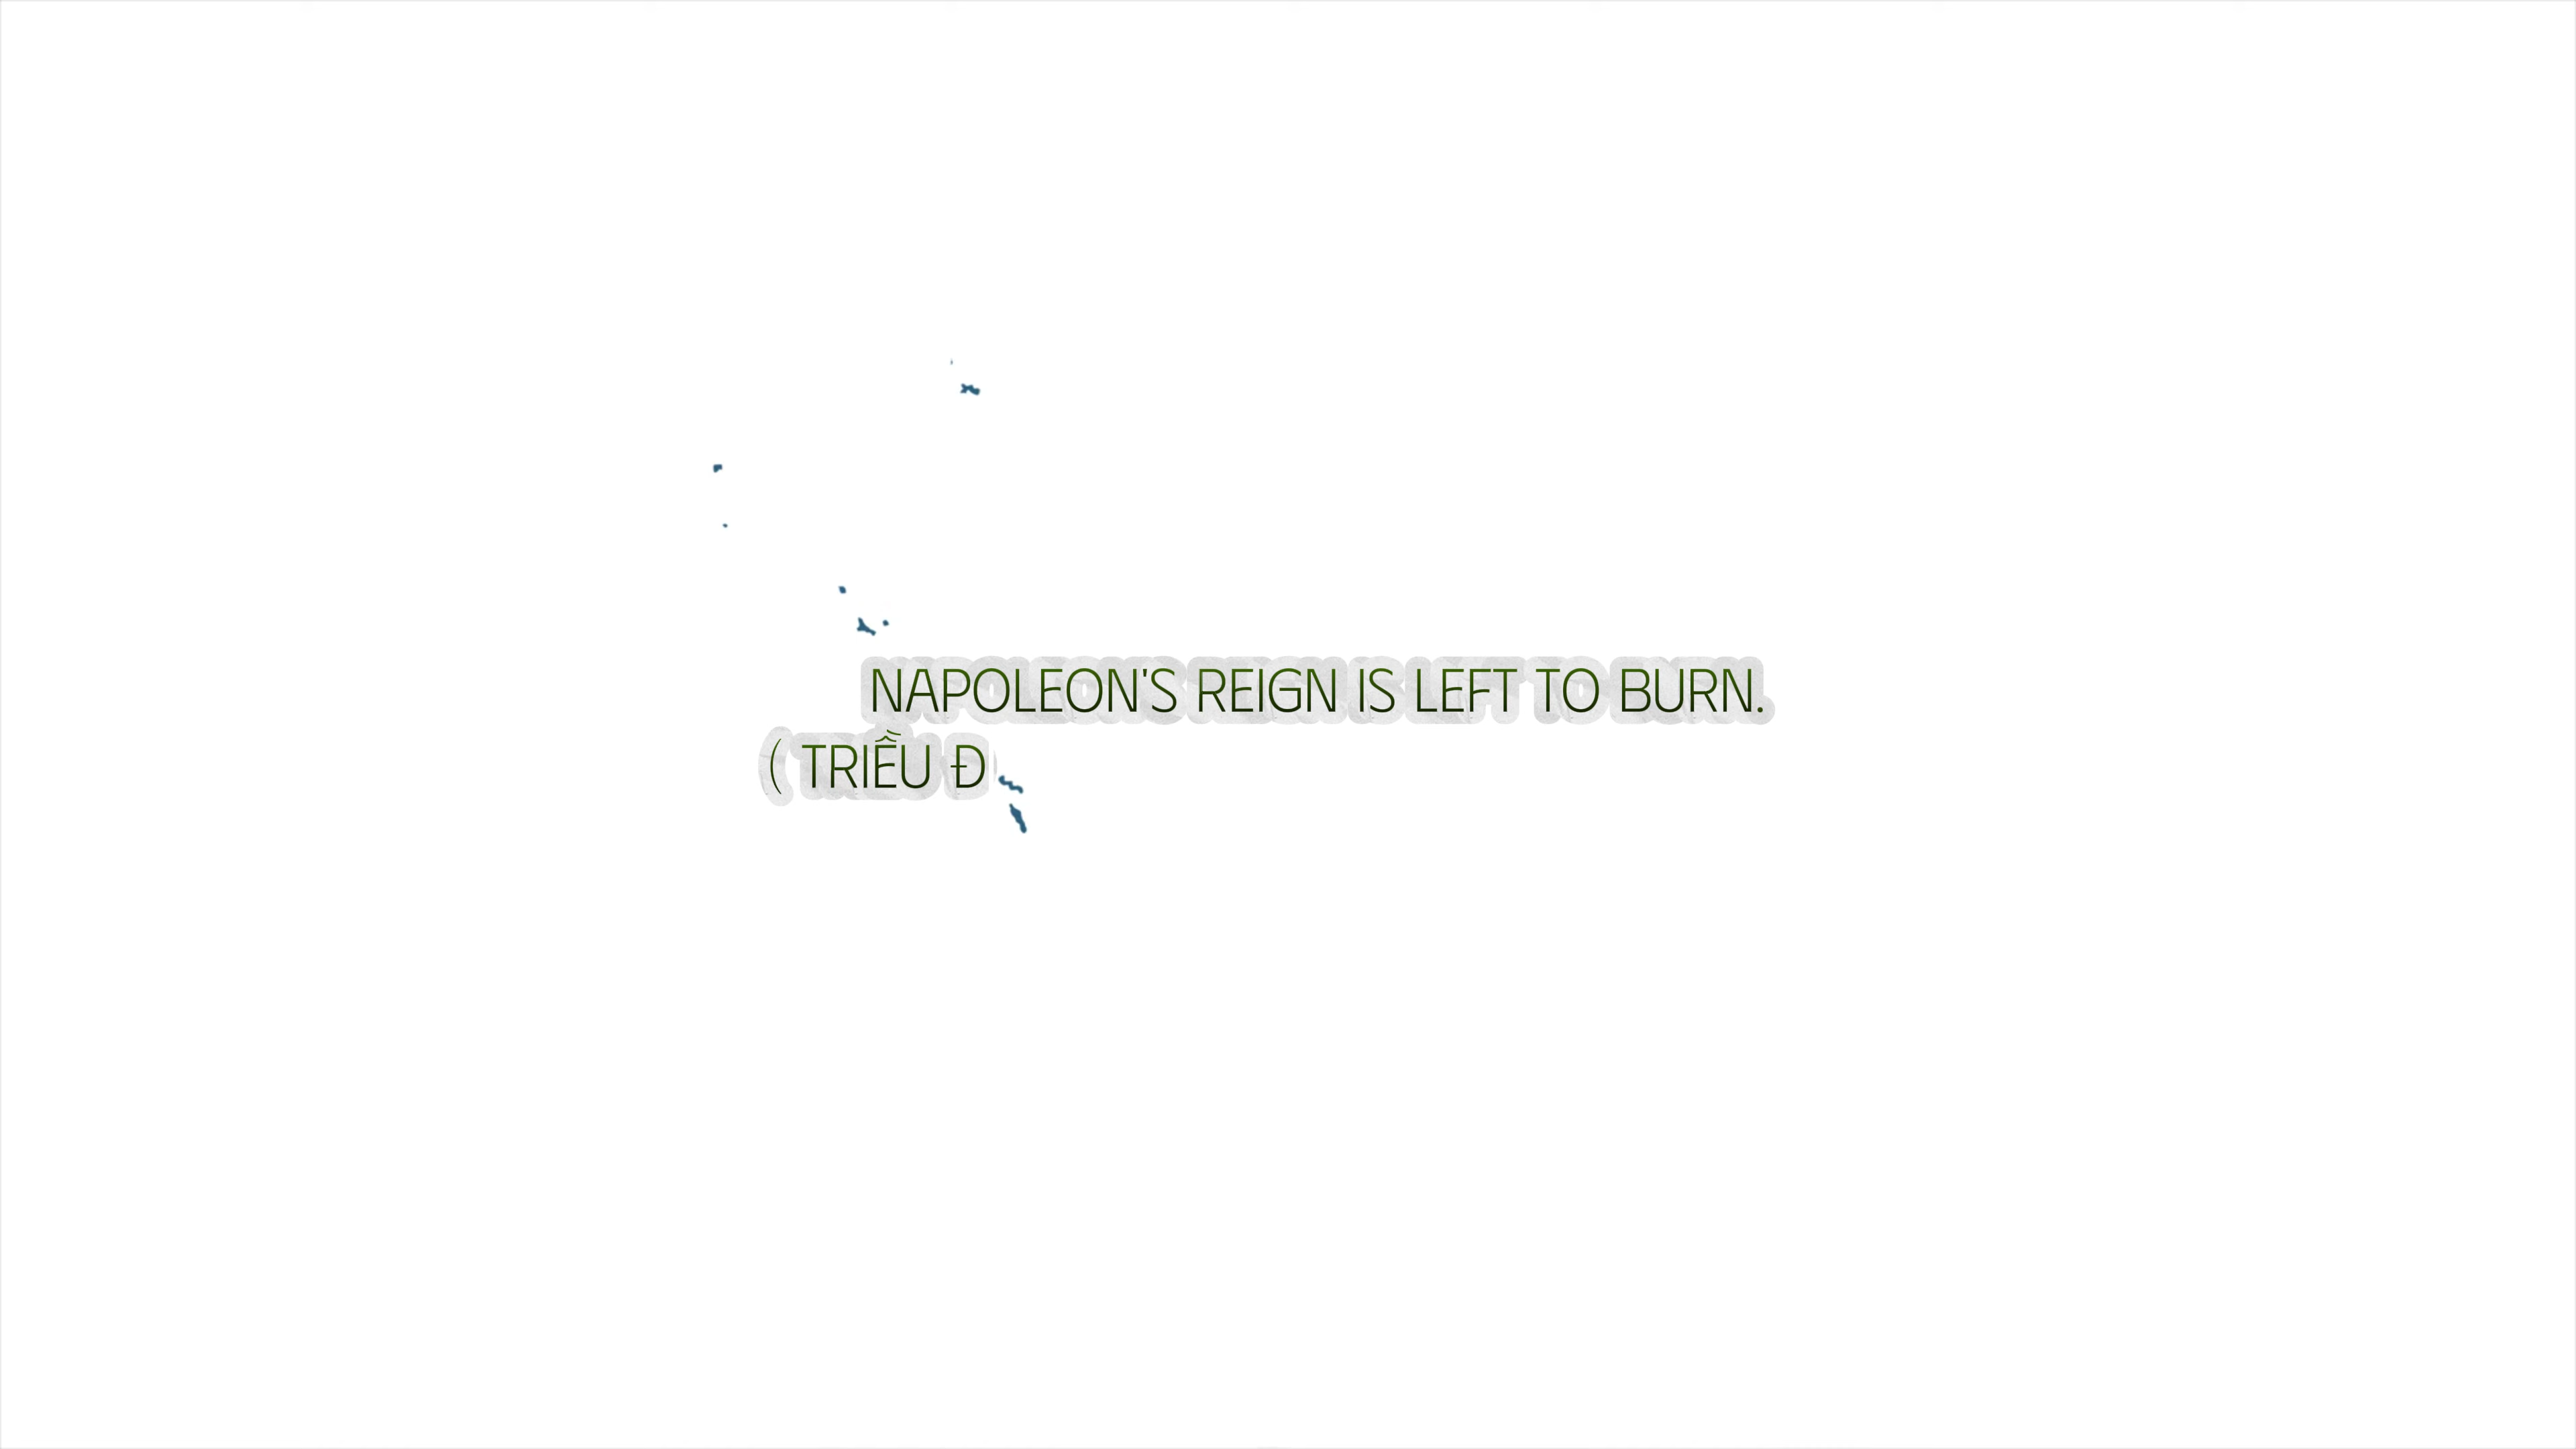 NAPOLEON'S REIGN IS LEFT TO BURN.
( TRIỀU Đ